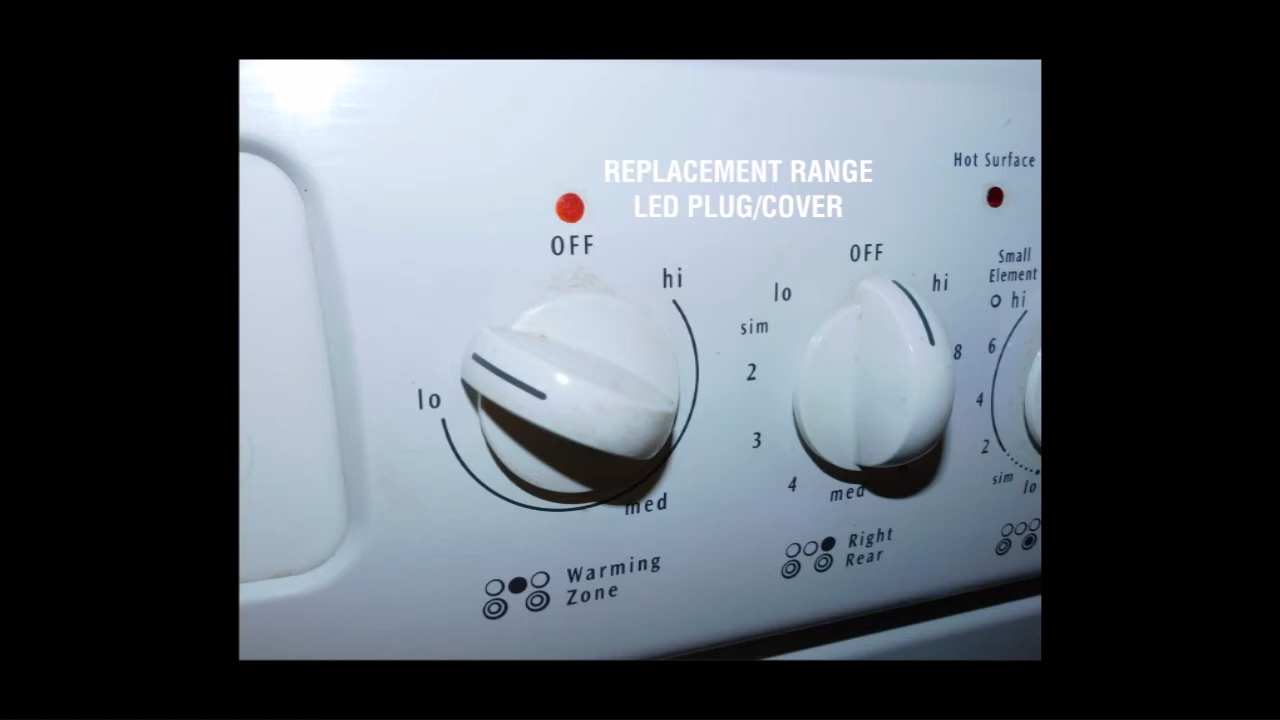 REPLACEMENT RANGE
LED PLUG/COVER
Hot Surface
OFF
hi
lo
med
Warming
Zone
OFF
hi
lo
sim
2
3
4
med
8
Right
Rear
Small
Element
hi
6
4
2
sim
lo